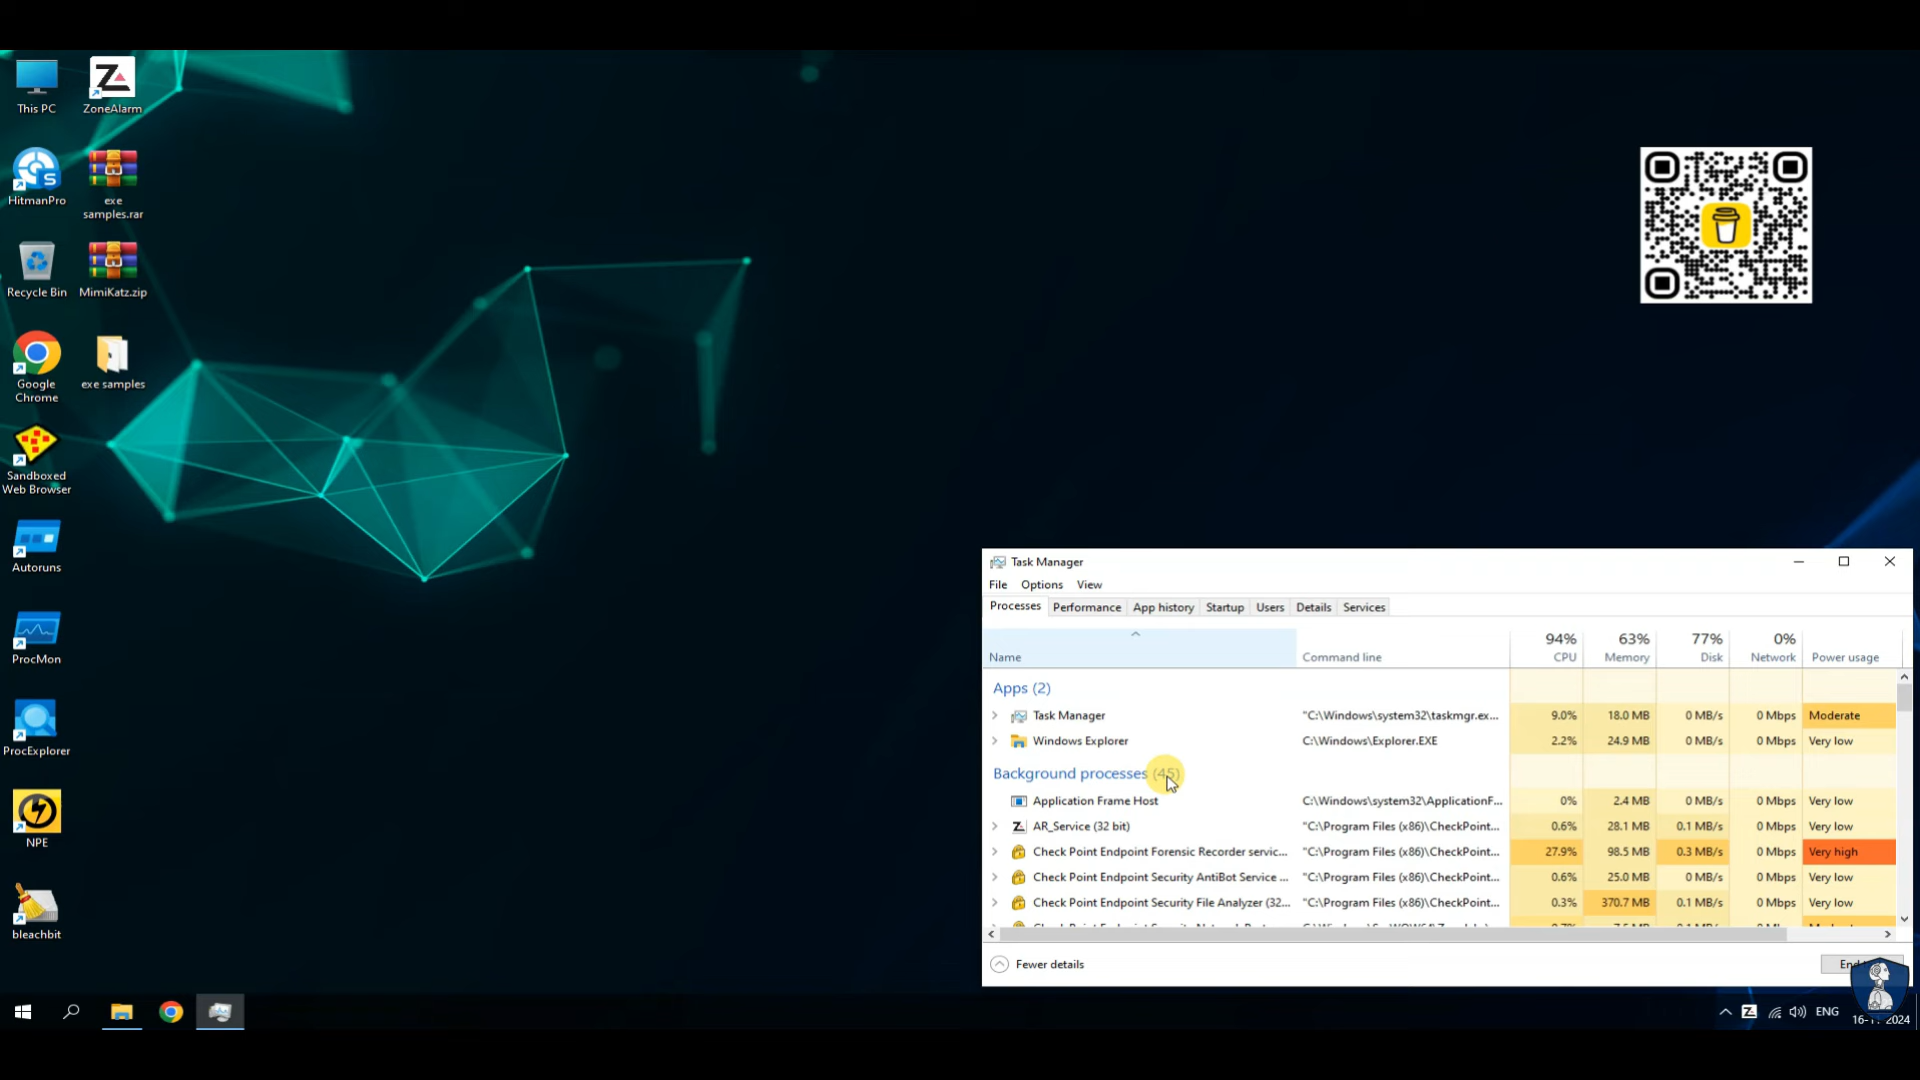 This PC
ZoneAlarm
HitmanPro
exe
samples.rar
Recycle Bin
MimiKatz.zip
Google
Chrome
exe samples
Sandboxed
Web Browser
Autoruns
ProcMon
ProcExplorer
NPE
bleachbit
Task Manager
File Options View
Processes Performance App history Startup Users Details Services
94% 63% 77% 0%
Name Command line CPU Memory Disk Network Power usage
Apps (2)
Task Manager "C:\Windows\system32\taskmgr.ex... 9.0% 18.0 MB 0 MB/s 0 Mbps Moderate
Windows Explorer C:\Windows\Explorer.EXE 2.2% 24.9 MB 0 MB/s 0 Mbps Very low
Background processes (45)
Application Frame Host C:\Windows\system32\ApplicationF... 0% 2.4 MB 0 MB/s 0 Mbps Very low
AR_Service (32 bit) "C:\Program Files (x86)\CheckPoint... 0.6% 28.1 MB 0.1 MB/s 0 Mbps Very low
Check Point Endpoint Forensic Recorder servic... "C:\Program Files (x86)\CheckPoint... 27.9% 98.5 MB 0.3 MB/s 0 Mbps Very high
Check Point Endpoint Security AntiBot Service ... "C:\Program Files (x86)\CheckPoint... 0.6% 25.0 MB 0 MB/s 0 Mbps Very low
Check Point Endpoint Security File Analyzer (32... "C:\Program Files (x86)\CheckPoint... 0.3% 370.7 MB 0.1 MB/s 0 Mbps Very low
Fewer details
ENG